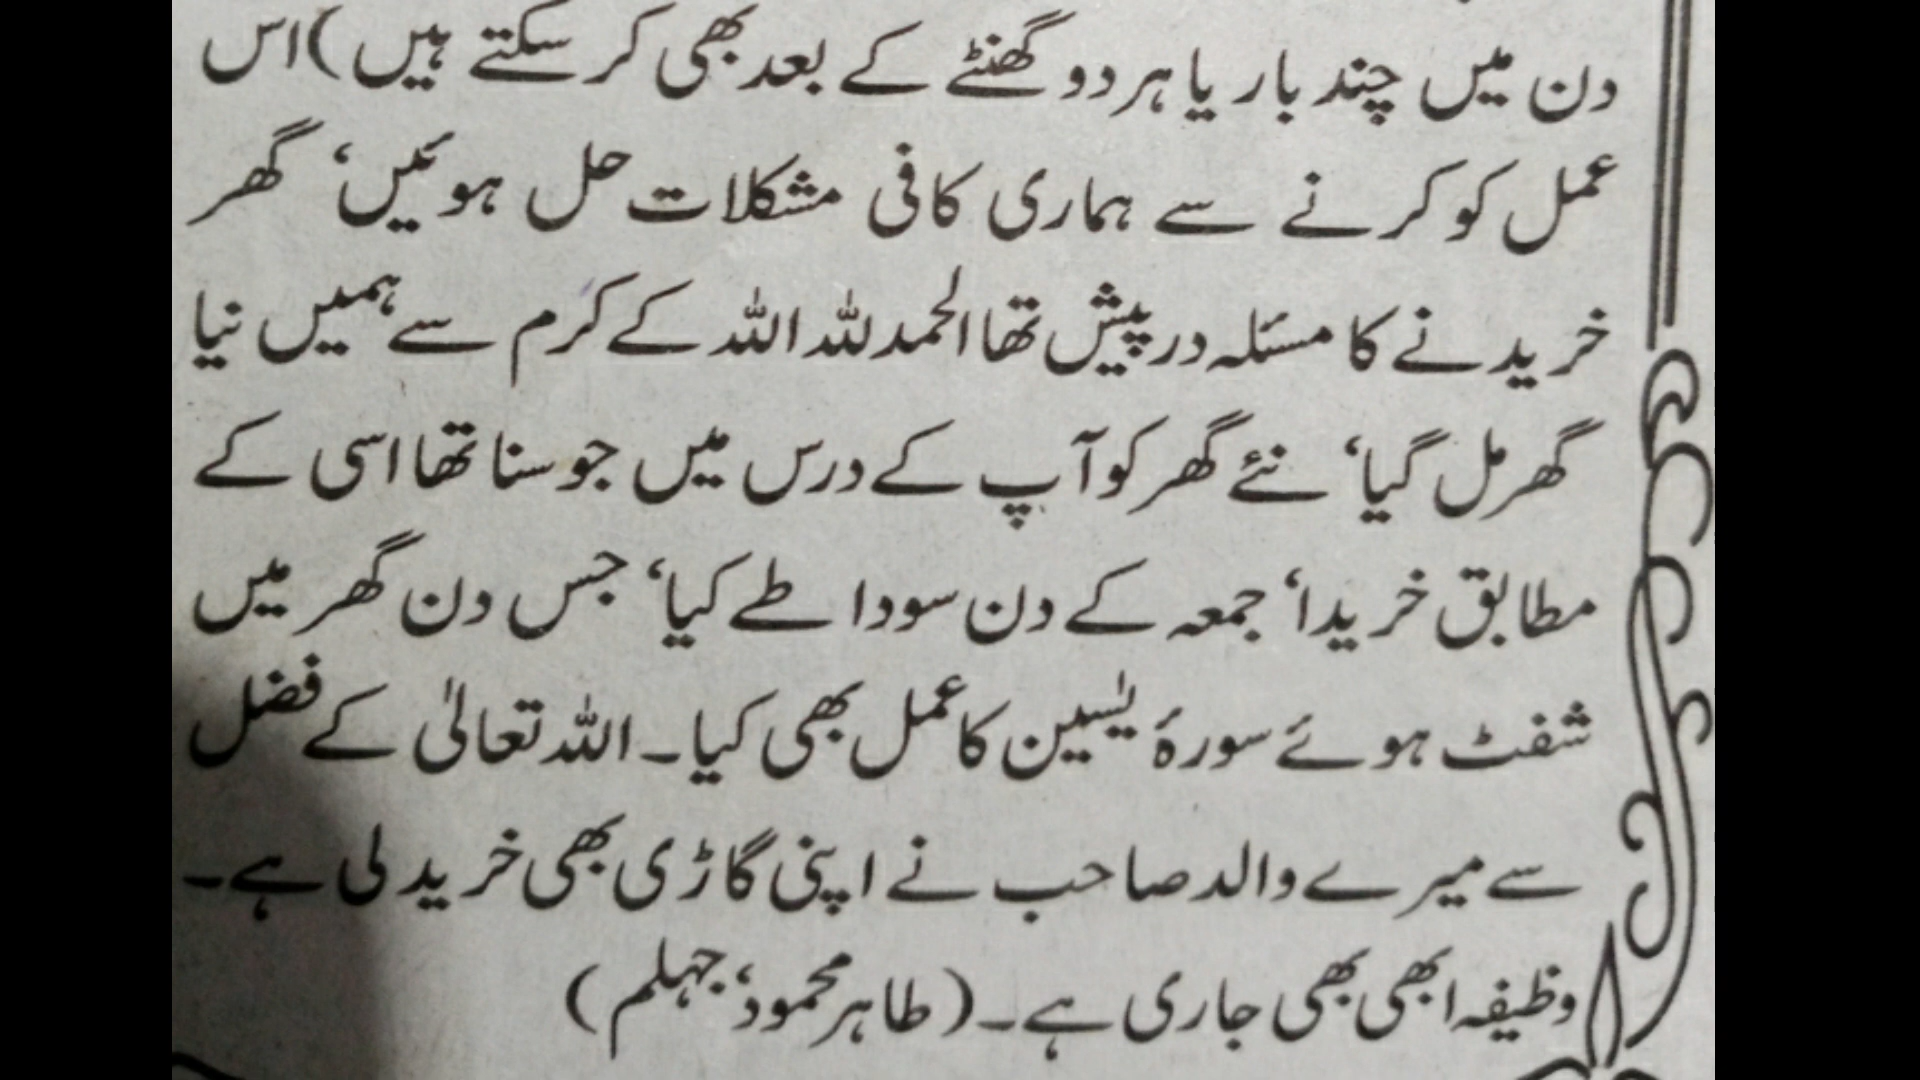 دن میں چند بار یا ہر دو گھنٹے کے بعد بھی کر سکتے ہیں) اس
عمل کو کرنے سے ہماری کافی مشکلات حل ہوئیں‘ گھر
خریدنے کا مسئلہ درپیش تھا الحمدللہ اللہ کے کرم سے ہمیں نیا
گھر مل گیا‘ نئے گھر کو آپ کے درس میں جو سنا تھا اسی کے
مطابق خریدا‘ جمعہ کے دن سودا طے کیا‘ جس دن گھر میں
شفٹ ہوئے سورۂ یٰسین کا عمل بھی کیا۔ اللہ تعالیٰ کے فضل
سے میرے والد صاحب نے اپنی گاڑی بھی خرید لی ہے۔
وظیفہ ابھی بھی جاری ہے۔ (طاہر محمود‘ جہلم)